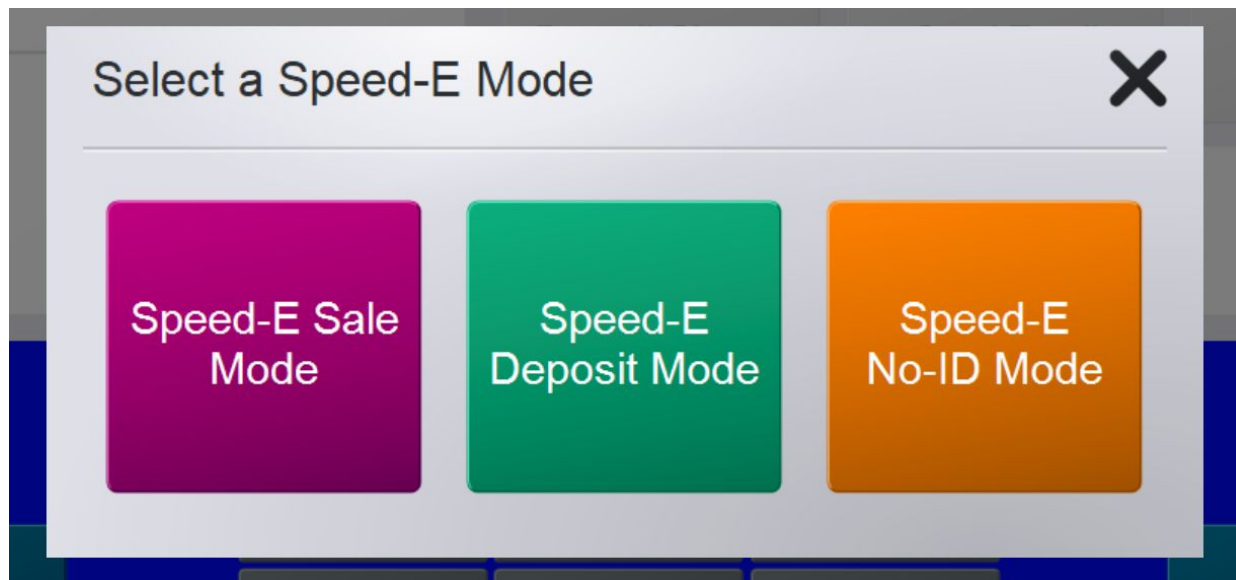 Select a Speed-E Mode
Speed-E Sale
Mode
Speed-E
Deposit Mode
Speed-E
No-ID Mode